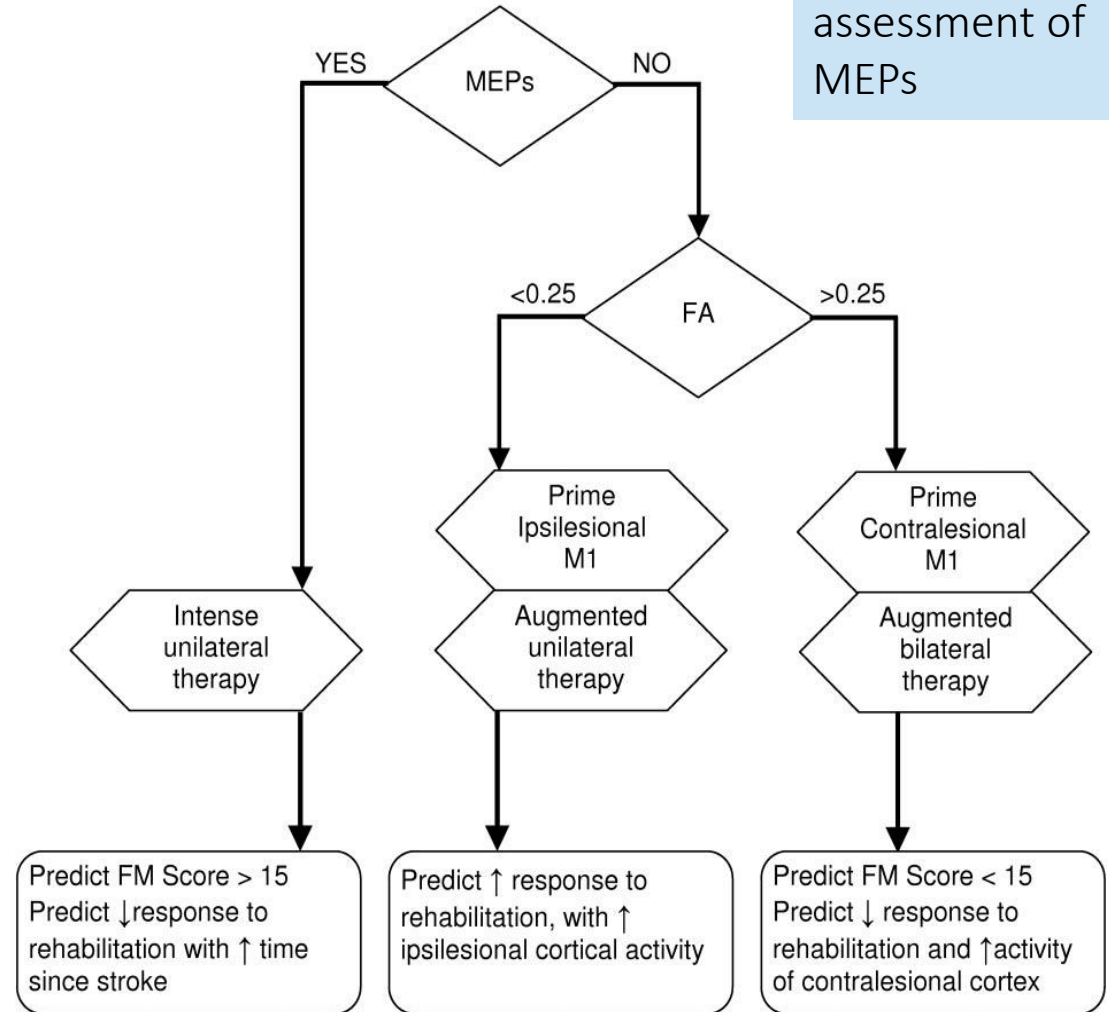 assessment of
MEPs
YES
MEPs
NO
<0.25
FA
>0.25
Prime
Ipsilesional
M1
Prime
Contralesional
M1
Intense
unilateral
therapy
Augmented
unilateral
therapy
Augmented
bilateral
therapy
Predict FM Score > 15
Predict ↓response to
rehabilitation with ↑ time
since stroke
Predict ↑ response to
rehabilitation, with ↑
ipsilesional cortical activity
Predict FM Score < 15
Predict ↓ response to
rehabilitation and ↑activity
of contralesional cortex